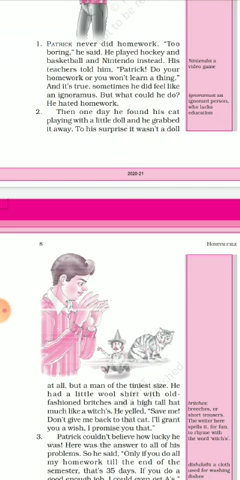 1. PATRICK never did homework. "Too
boring," he said. He played hockey and
basketball and Nintendo instead. His
teachers told him, "Patrick! Do your
homework or you won't learn a thing."
And it's true, sometimes he did feel like
an ignoramus. But what could he do?
He hated homework.
Nintendo: a
video game
ignoramus: an
ignorant person,
who lacks
education
2. Then one day he found his cat
playing with a little doll and he grabbed
it away. To his surprise it wasn't a doll
2020-21
8 HONEYSUCKLE
at all, but a man of the tiniest size. He
had a little wool shirt with old-
fashioned britches and a high tall hat
much like a witch's. He yelled, "Save me!
Don't give me back to that cat. I'll grant
you a wish, I promise you that."
britches:
breeches, or
short trousers.
The writer here
spells it, for fun,
to rhyme with
the word 'witches'.
3. Patrick couldn't believe how lucky he
was! Here was the answer to all of his
problems. So he said, "Only if you do all
my homework till the end of the
semester, that's 35 days. If you do a
good enough job, I could even get A's."
dishcloth: a cloth
used for washing
dishes